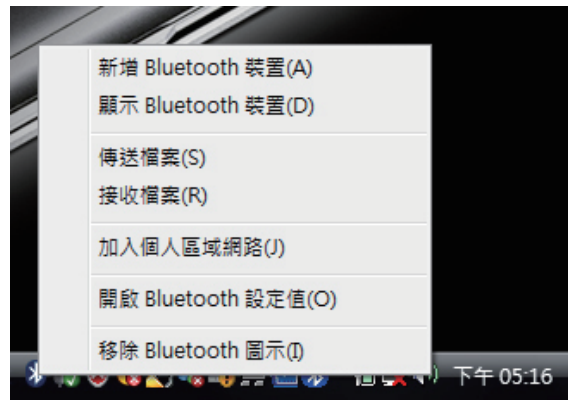 新增 Bluetooth 裝置(A)
顯示 Bluetooth 裝置(D)
傳送檔案(S)
接收檔案(R)
加入個人區域網路(J)
開啟 Bluetooth 設定值(O)
移除 Bluetooth 圖示(I)
下午 05:16